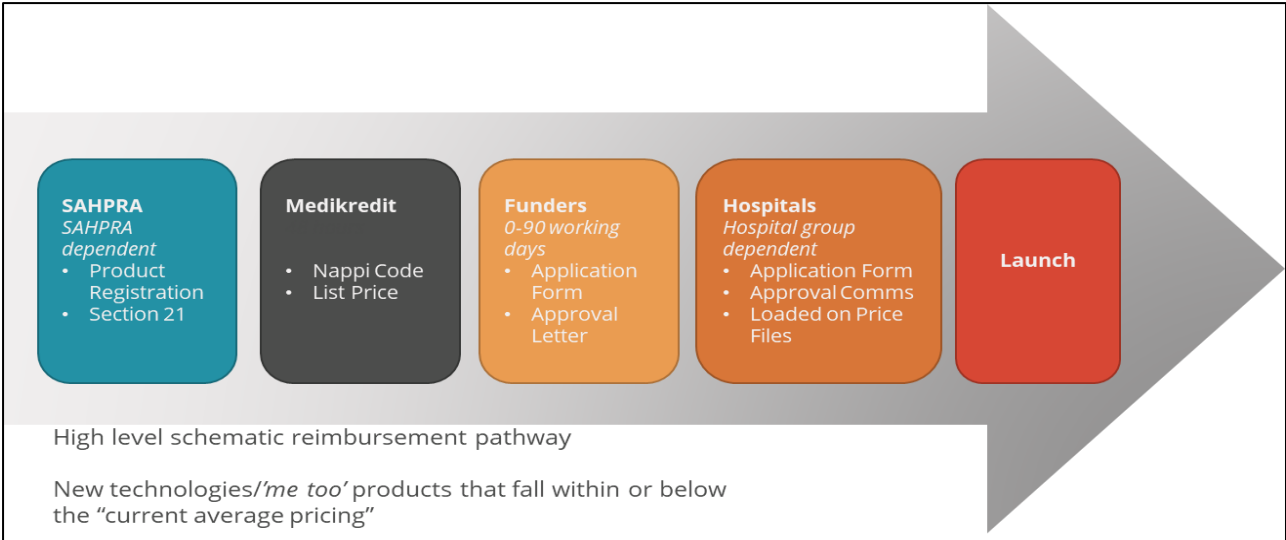 SAHPRA
SAHPRA
dependent
• Product
Registration
• Section 21
Medikredit
• Nappi Code
• List Price
Funders
0-90 working
days
• Application
Form
• Approval
Letter
Hospitals
Hospital group
dependent
• Application Form
• Approval Comms
• Loaded on Price
Files
Launch
High level schematic reimbursement pathway
New technologies/’me too’ products that fall within or below
the “current average pricing”